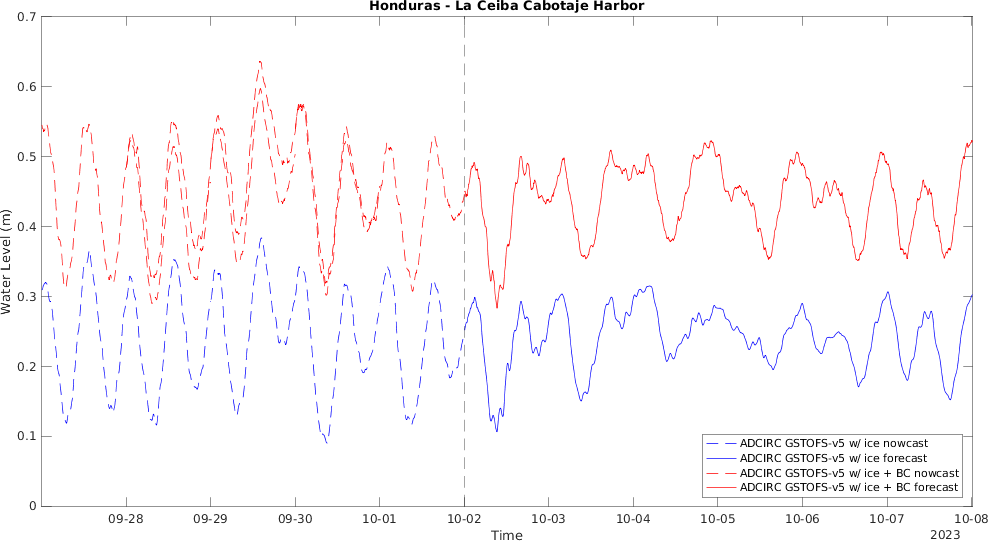 Honduras - La Ceiba Cabotaje Harbor
Water Level (m)
0.7
0.6
0.5
0.4
0.3
0.2
0.1
0
ADCIRC GSTOFS-v5 w/ ice nowcast
ADCIRC GSTOFS-v5 w/ ice forecast
ADCIRC GSTOFS-v5 w/ ice + BC nowcast
ADCIRC GSTOFS-v5 w/ ice + BC forecast
09-28 09-29 09-30 10-01 10-02 10-03 10-04 10-05 10-06 10-07 10-08
Time
2023